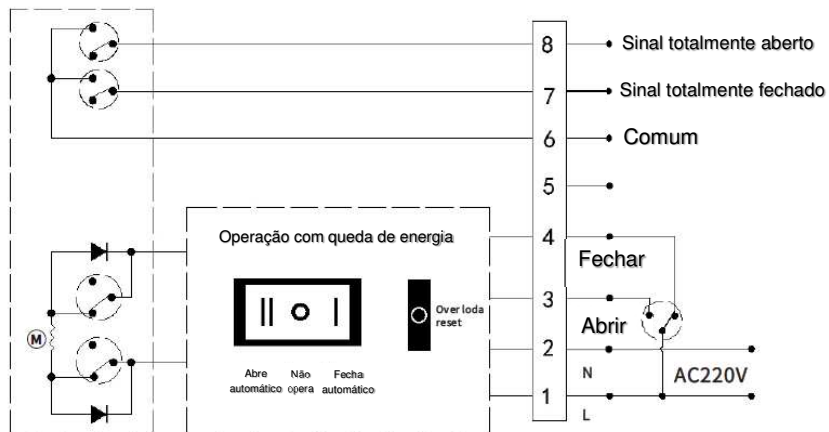 8 Sinal totalmente aberto
7 Sinal totalmente fechado
6 Comum
5
Operação com queda de energia
4
Fechar
3
Over loda
reset
Abrir
M
2
Abre Não Fecha
automático opera automático
N AC220V
1
L